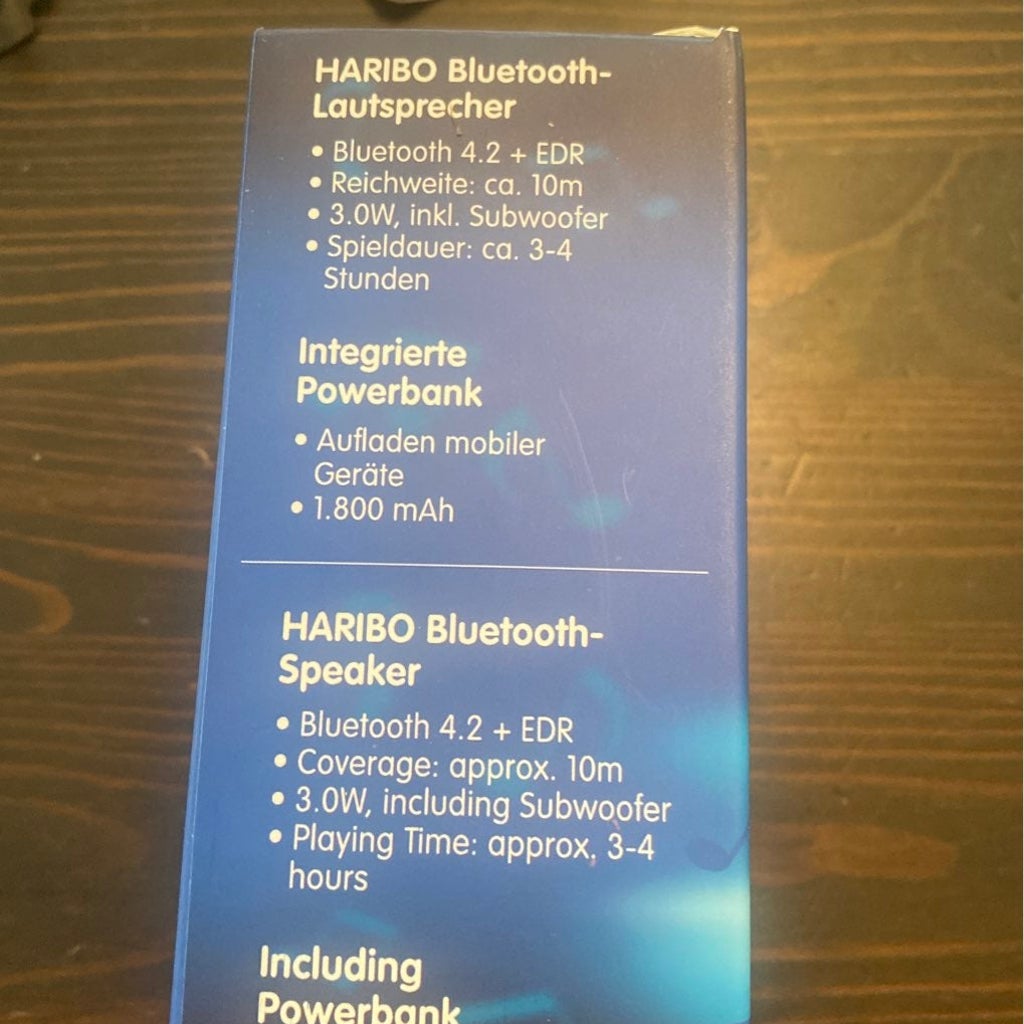 HARIBO Bluetooth-
Lautsprecher
• Bluetooth 4.2 + EDR
• Reichweite: ca. 10m
• 3.0W, inkl. Subwoofer
• Spieldauer: ca. 3-4
Stunden
Integrierte
Powerbank
• Aufladen mobiler
Geräte
• 1.800 mAh
HARIBO Bluetooth-
Speaker
• Bluetooth 4.2 + EDR
• Coverage: approx. 10m
• 3.0W, including Subwoofer
• Playing Time: approx. 3-4
hours
Including
Powerbank